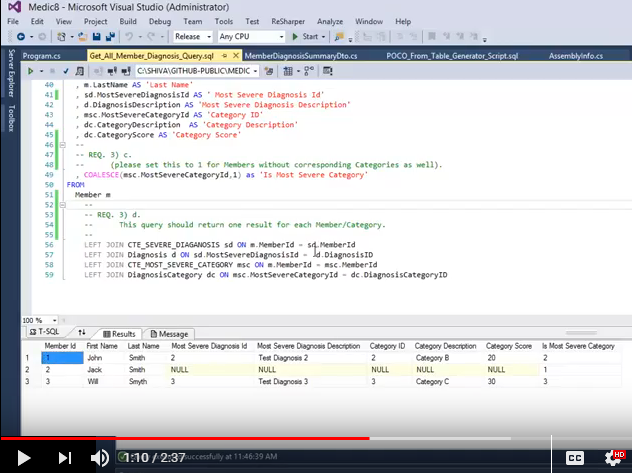 Medic8 - Microsoft Visual Studio (Administrator)
File Edit View Project Build Debug Team Tools Test ReSharper Analyze Window Help
Release Any CPU Start
Program.cs Get_All_Member_Diagnosis_Query.sql MemberDiagnosisSummaryDto.cs POCO_From_Table_Generator_Script.sql AssemblyInfo.cs
C:\SHIVA\GITHUB-PUBLIC\MEDIC
Server Explorer
Toolbox
40 , m.LastName AS 'Last Name'
41 , sd.MostSevereDiagnosisId AS ' Most Severe Diagnosis Id'
42 , d.DiagnosisDescription AS 'Most Severe Diagnosis Description'
43 , msc.MostSevereCategoryId AS 'Category ID'
44 , dc.CategoryDescription AS 'Category Description'
45 , dc.CategoryScore AS 'Category Score'
46 --
47 -- REQ. 3) c.
48 -- (please set this to 1 for Members without corresponding Categories as well).
49 , COALESCE(msc.MostSevereCategoryId,1) as 'Is Most Severe Category'
50 FROM
51 Member m
52 --
53 -- REQ. 3) d.
54 -- This query should return one result for each Member/Category.
55 --
56 LEFT JOIN CTE_SEVERE_DIAGANOSIS sd ON m.MemberId = sd.MemberId
57 LEFT JOIN Diagnosis d ON sd.MostSevereDiagnosisId = d.DiagnosisID
58 LEFT JOIN CTE_MOST_SEVERE_CATEGORY msc ON m.MemberId = msc.MemberId
59 LEFT JOIN DiagnosisCategory dc ON msc.MostSevereCategoryId = dc.DiagnosisCategoryID
100 %
T-SQL Results Message
Member Id First Name Last Name Most Severe Diagnosis Id Most Severe Diagnosis Description Category ID Category Description Category Score Is Most Severe Category
1 1 John Smith 2 Test Diagnosis 2 2 Category B 20 2
2 2 Jack Smith NULL NULL NULL NULL NULL 1
3 3 Will Smyth 3 Test Diagnosis 3 3 Category C 30 3
1:10 / 2:37 successfully at 11:46:39 AM CC HD